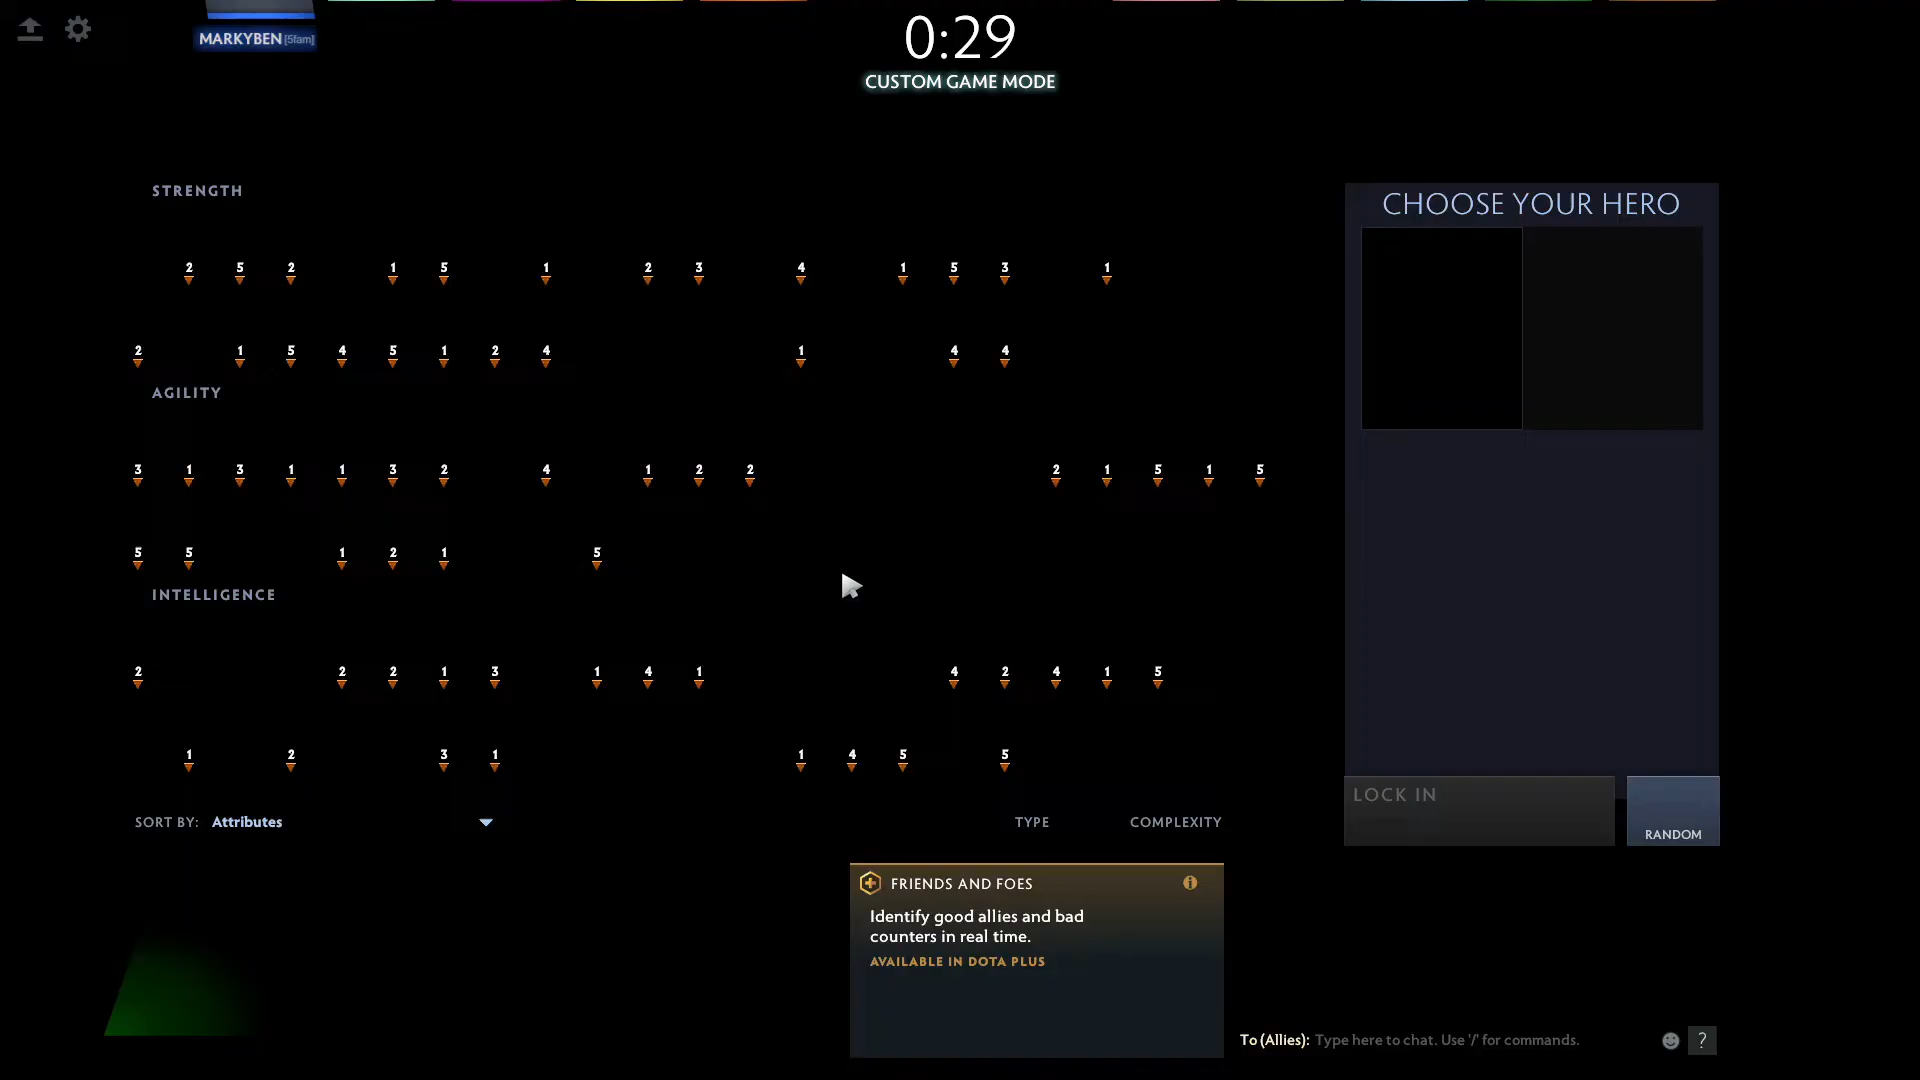 MARKYBEN [5fam]
0:29
CUSTOM GAME MODE
STRENGTH
CHOOSE YOUR HERO
2 5 2 1 5 1 2 3 4 1 5 3 1
2 1 5 4 5 1 2 4 1 4 4
AGILITY
3 1 3 1 1 3 2 4 1 2 2 2 1 5 1 5
5 5 1 2 1 5
INTELLIGENCE
2 2 2 1 3 1 4 1 4 2 4 1 5
1 2 3 1 1 4 5 5
LOCK IN
RANDOM
SORT BY: Attributes
TYPE
COMPLEXITY
FRIENDS AND FOES
Identify good allies and bad
counters in real time.
AVAILABLE IN DOTA PLUS
To (Allies): Type here to chat. Use '/' for commands.
?